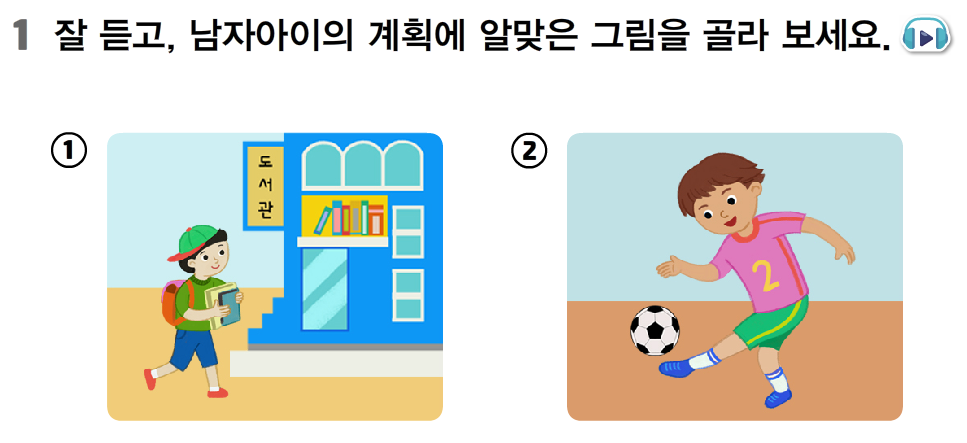 1 잘 듣고, 남자아이의 계획에 알맞은 그림을 골라 보세요.
①
도
서
관
②
2